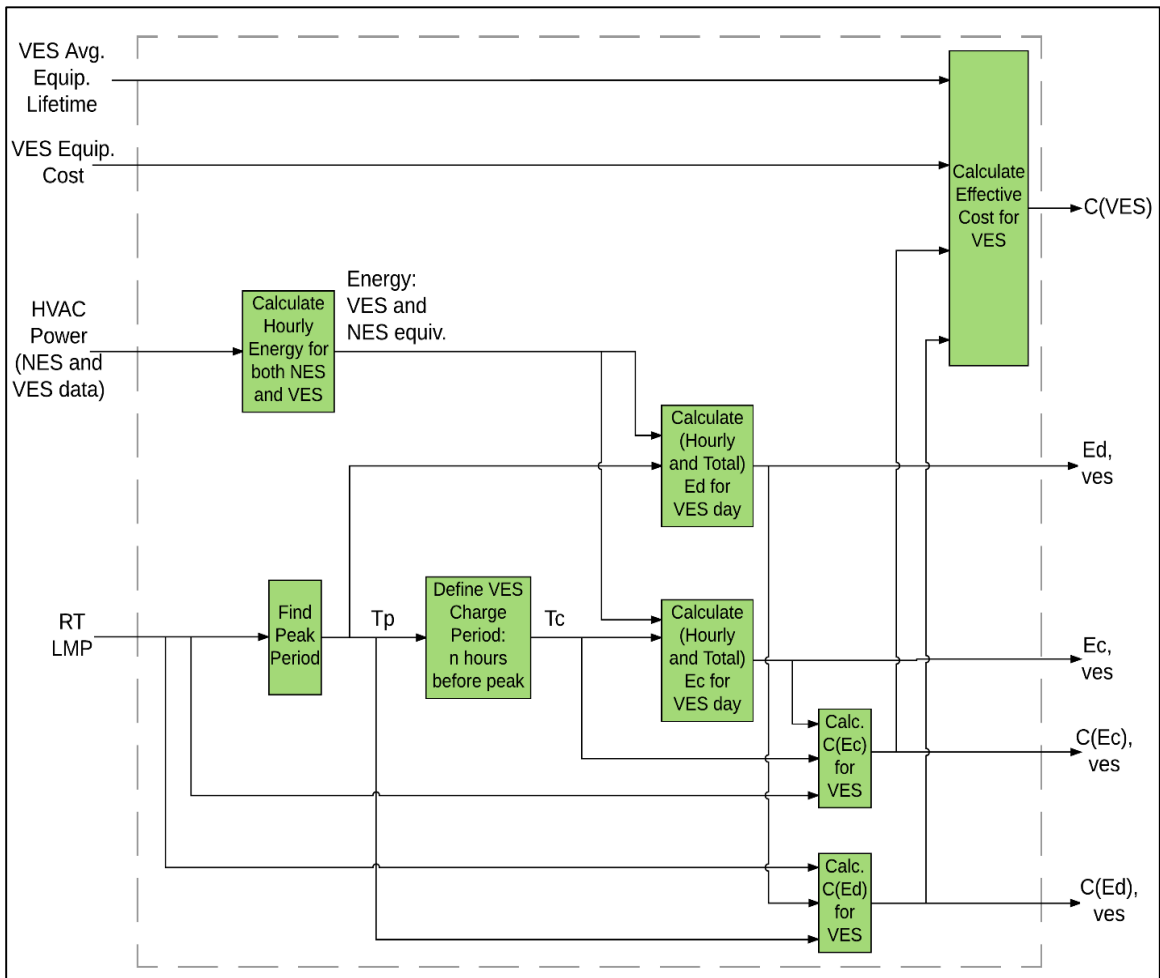 VES Avg.
Equip.
Lifetime
VES Equip.
Cost
Calculate
Effective
Cost for
VES
C(VES)
HVAC
Power
(NES and
VES data)
Calculate
Hourly
Energy for
both NES
and VES
Energy:
VES and
NES equiv.
Calculate
(Hourly
and Total)
Ed for
VES day
Ed,
ves
RT
LMP
Find
Peak
Period
Tp
Define VES
Charge
Period:
n hours
before peak
Tc
Calculate
(Hourly
and Total)
Ec for
VES day
Ec,
ves
Calc.
C(Ec)
for
VES
C(Ec),
ves
Calc.
C(Ed)
for
VES
C(Ed),
ves